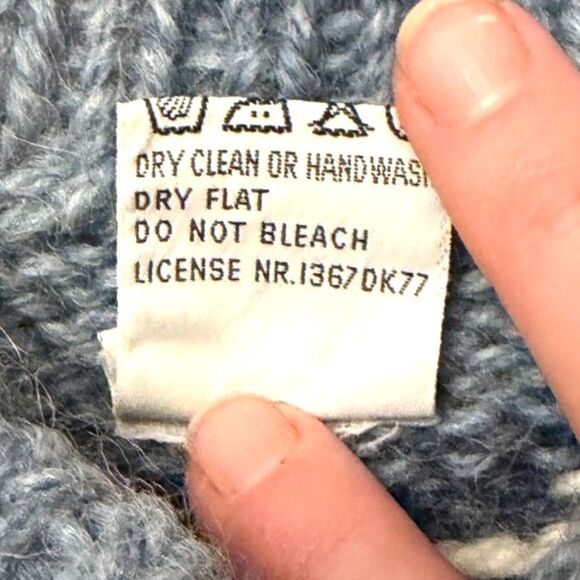 DRY CLEAN OR HANDWASH
DRY FLAT
DO NOT BLEACH
LICENSE NR.1367DK77